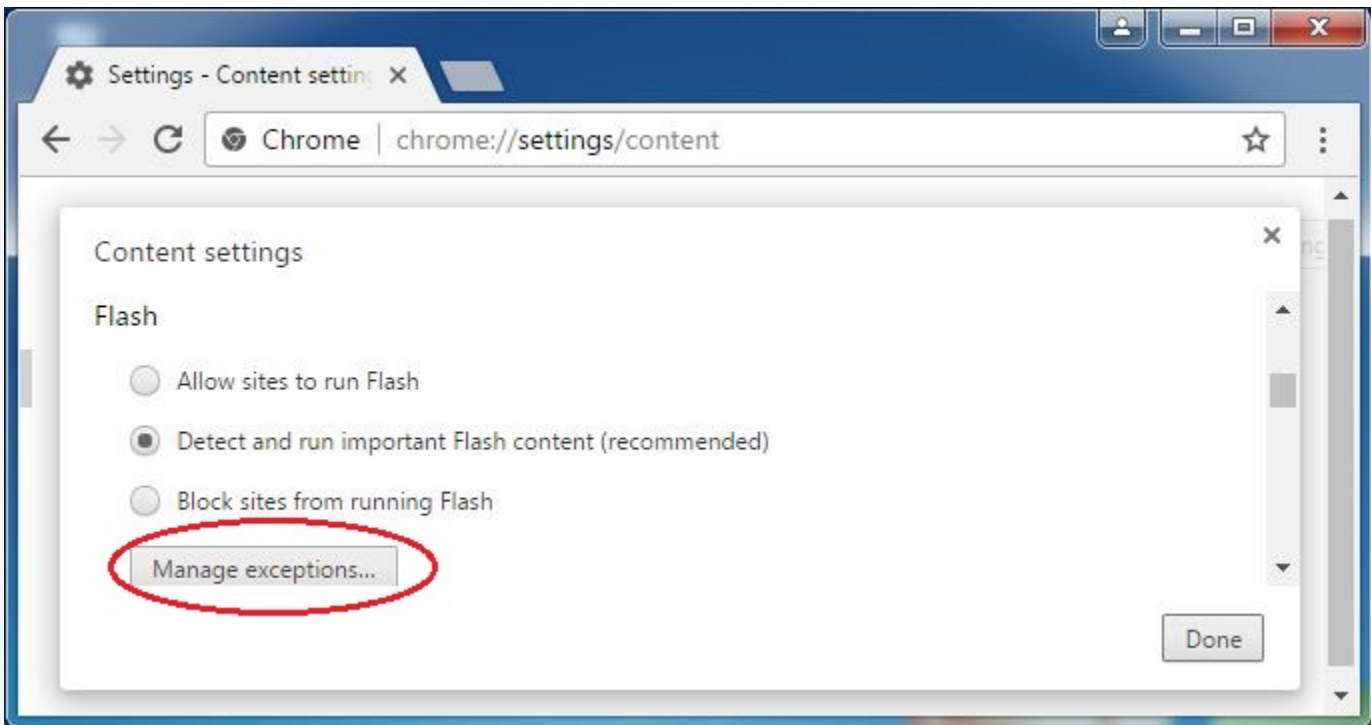 Settings - Content settin
Chrome | chrome://settings/content
Content settings
Flash
Allow sites to run Flash
Detect and run important Flash content (recommended)
Block sites from running Flash
Manage exceptions...
Done